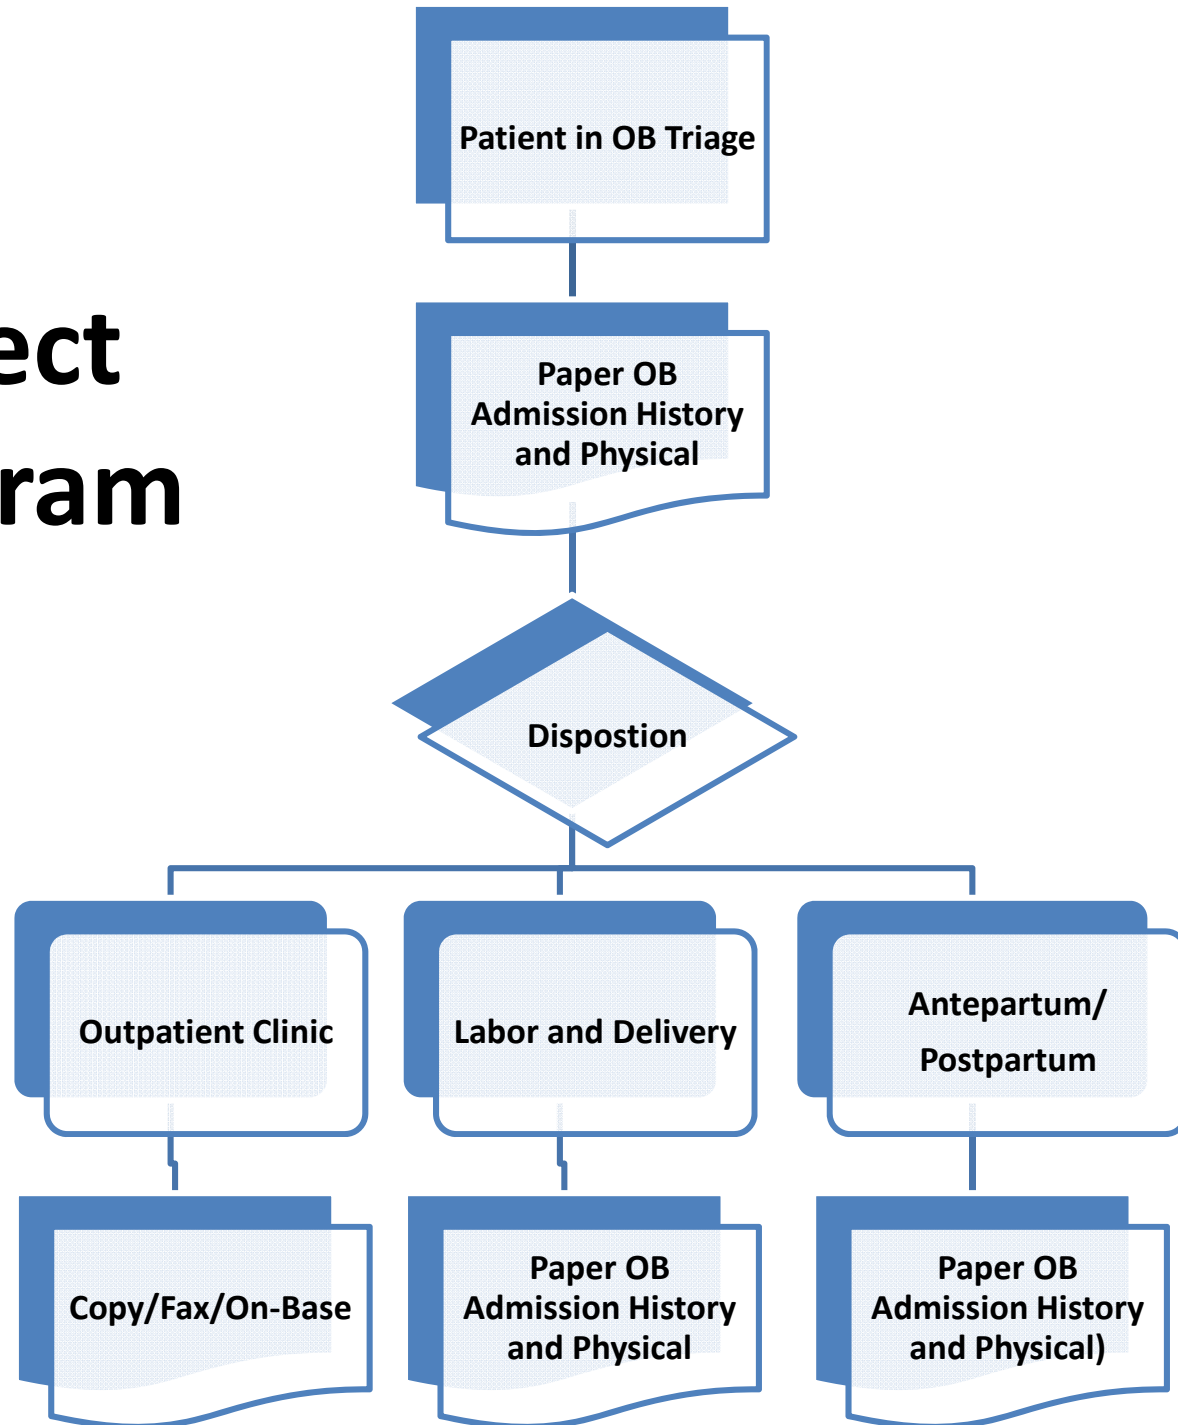 Patient in OB Triage
ect
ram
Paper OB
Admission History
and Physical
Dispostion
Outpatient Clinic
Labor and Delivery
Antepartum/
Postpartum
Copy/Fax/On-Base
Paper OB
Admission History
and Physical
Paper OB
Admission History
and Physical)